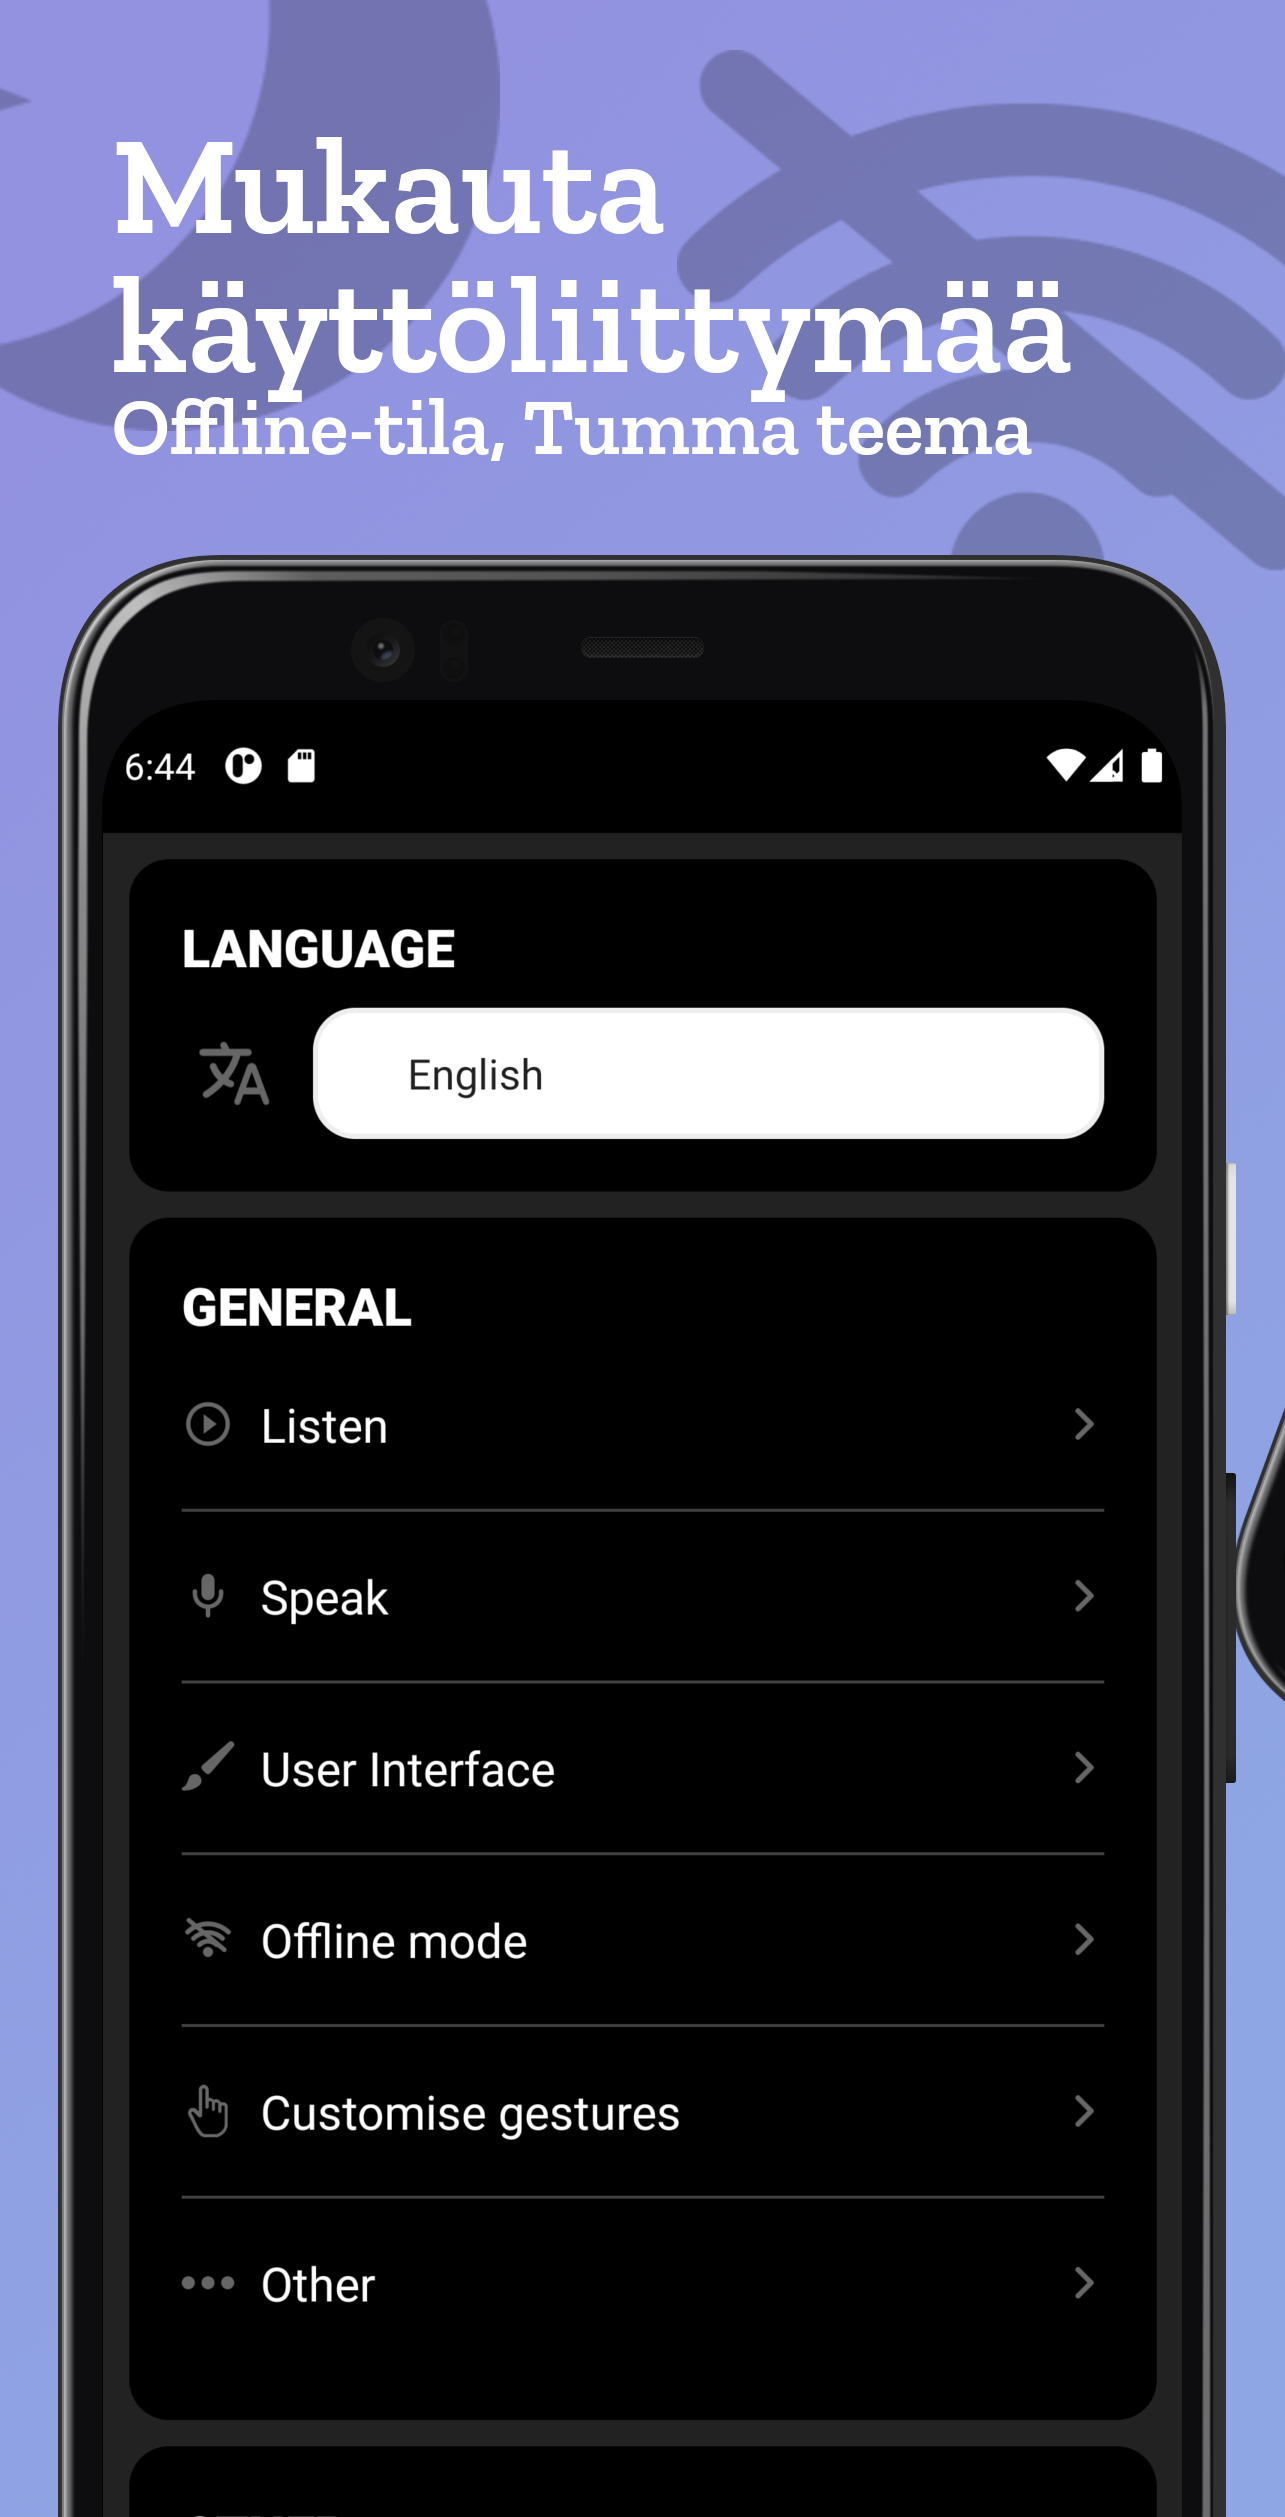 Mukauta
käyttöliittymää
Offline-tila, Tumma teema
6:44
LANGUAGE
English
GENERAL
Listen
Speak
User Interface
Offline mode
Customise gestures
Other